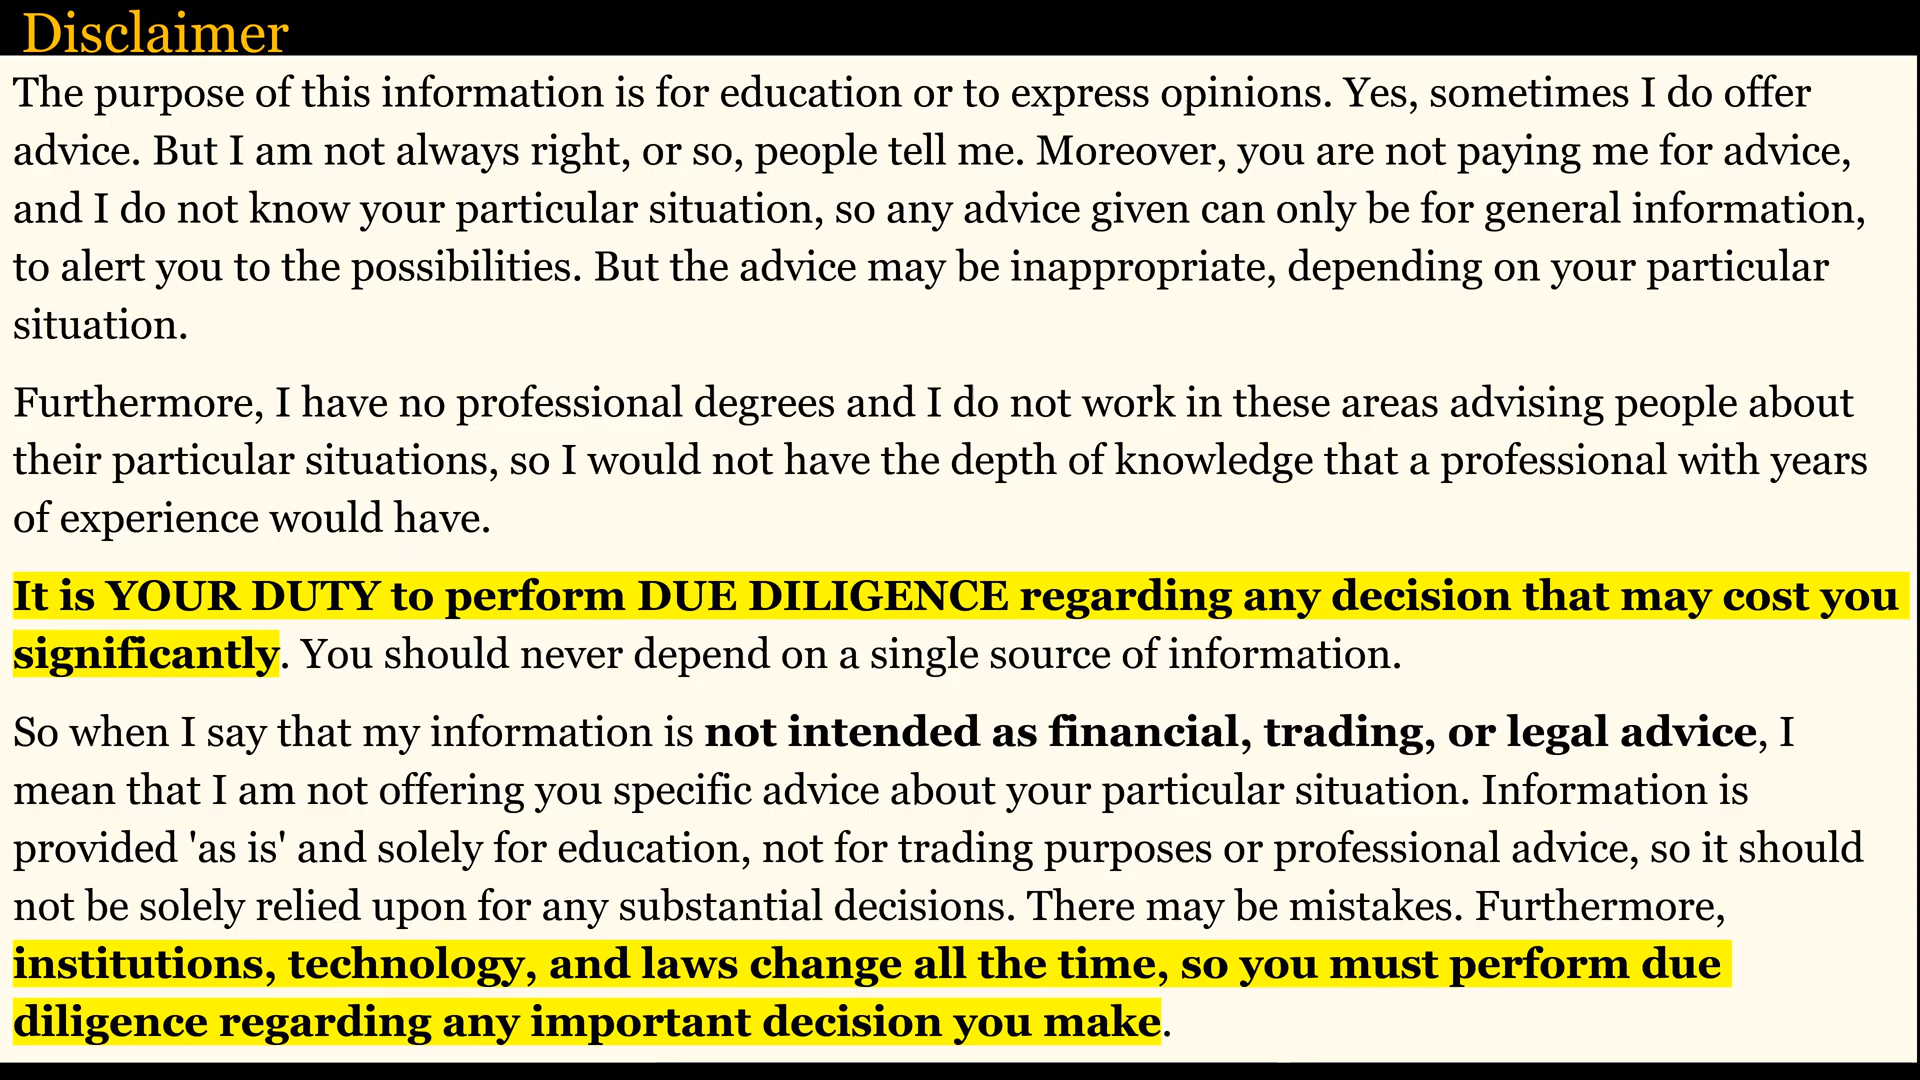 Disclaimer
The purpose of this information is for education or to express opinions. Yes, sometimes I do offer
advice. But I am not always right, or so, people tell me. Moreover, you are not paying me for advice,
and I do not know your particular situation, so any advice given can only be for general information,
to alert you to the possibilities. But the advice may be inappropriate, depending on your particular
situation.
Furthermore, I have no professional degrees and I do not work in these areas advising people about
their particular situations, so I would not have the depth of knowledge that a professional with years
of experience would have.
It is YOUR DUTY to perform DUE DILIGENCE regarding any decision that may cost you
significantly. You should never depend on a single source of information.
So when I say that my information is not intended as financial, trading, or legal advice, I
mean that I am not offering you specific advice about your particular situation. Information is
provided 'as is' and solely for education, not for trading purposes or professional advice, so it should
not be solely relied upon for any substantial decisions. There may be mistakes. Furthermore,
institutions, technology, and laws change all the time, so you must perform due
diligence regarding any important decision you make.